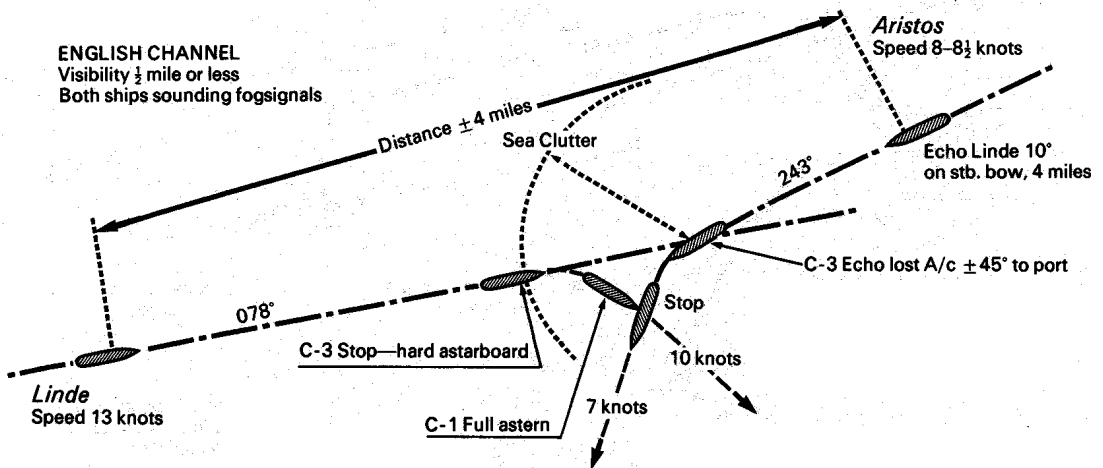 ENGLISH CHANNEL
Visibility ½ mile or less
Both ships sounding fogsignals
Aristos
Speed 8–8½ knots
Distance ±4 miles
Sea Clutter
Echo Linde 10°
on stb. bow, 4 miles
243°
C-3 Echo lost A/c ±45° to port
078°
Stop
C-3 Stop—hard astarboard
10 knots
Linde
Speed 13 knots
7 knots
C-1 Full astern